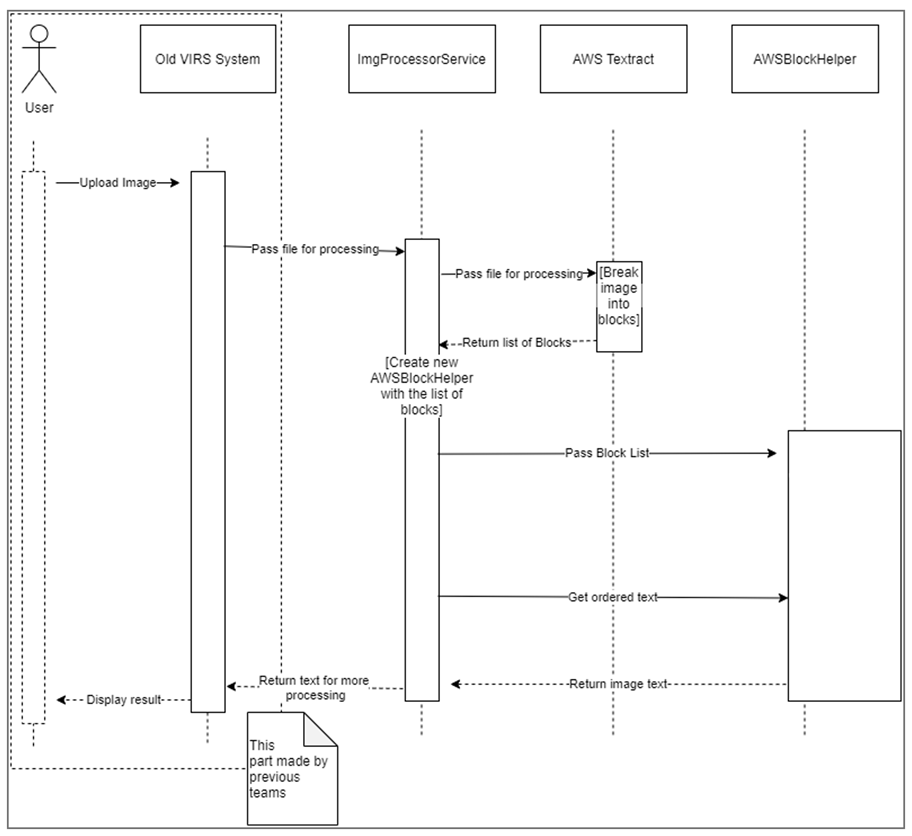 Old VIRS System
ImgProcessorService
AWS Textract
AWSBlockHelper
User
Upload Image
Pass file for processing
Pass file for processing
[Break
image
into
blocks]
Return list of Blocks
[Create new
AWSBlockHelper
with the list of
blocks]
Pass Block List
Get ordered text
Return text for more
processing
Return image text
Display result
This
part made by
previous
teams